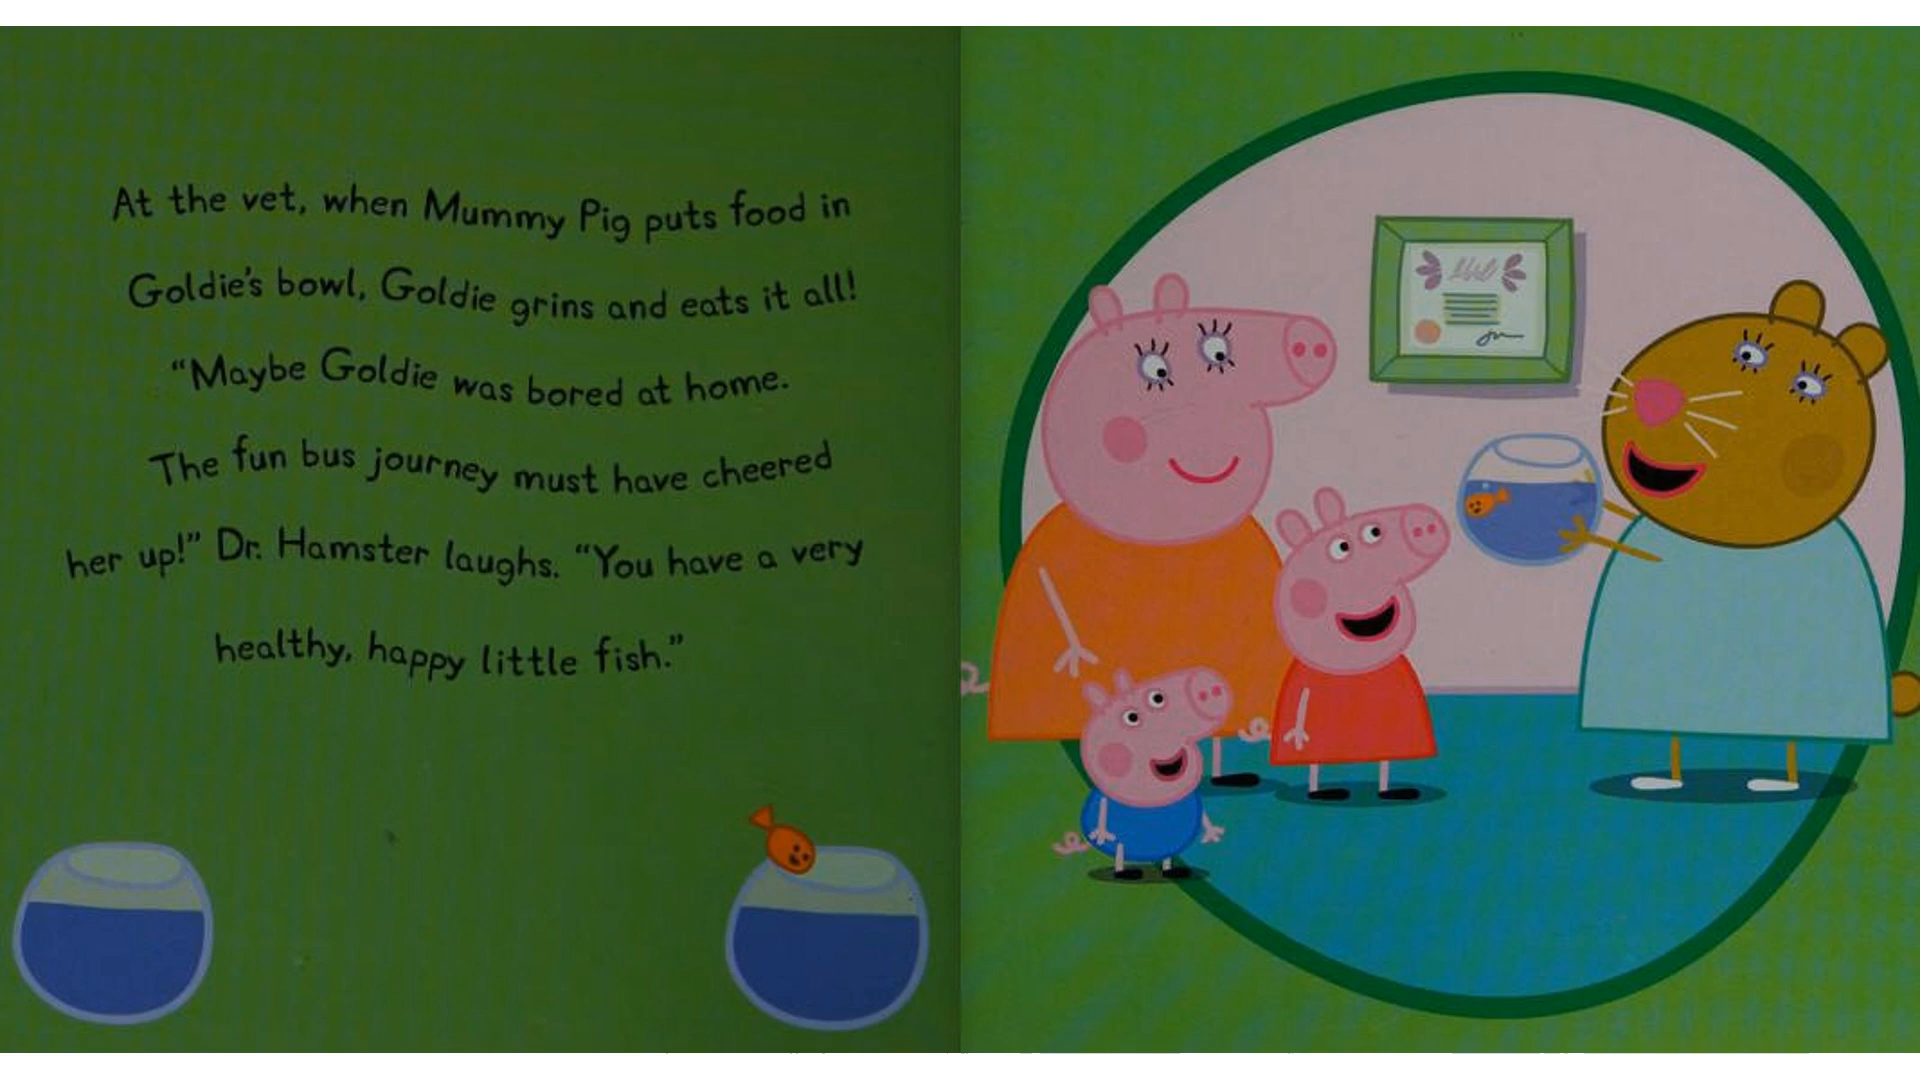 At the vet, when Mummy Pig puts food in
Goldie's bowl, Goldie grins and eats it all!
“Maybe Goldie was bored at home.
The fun bus journey must have cheered
her up!” Dr. Hamster laughs. “You have a very
healthy, happy little fish.”